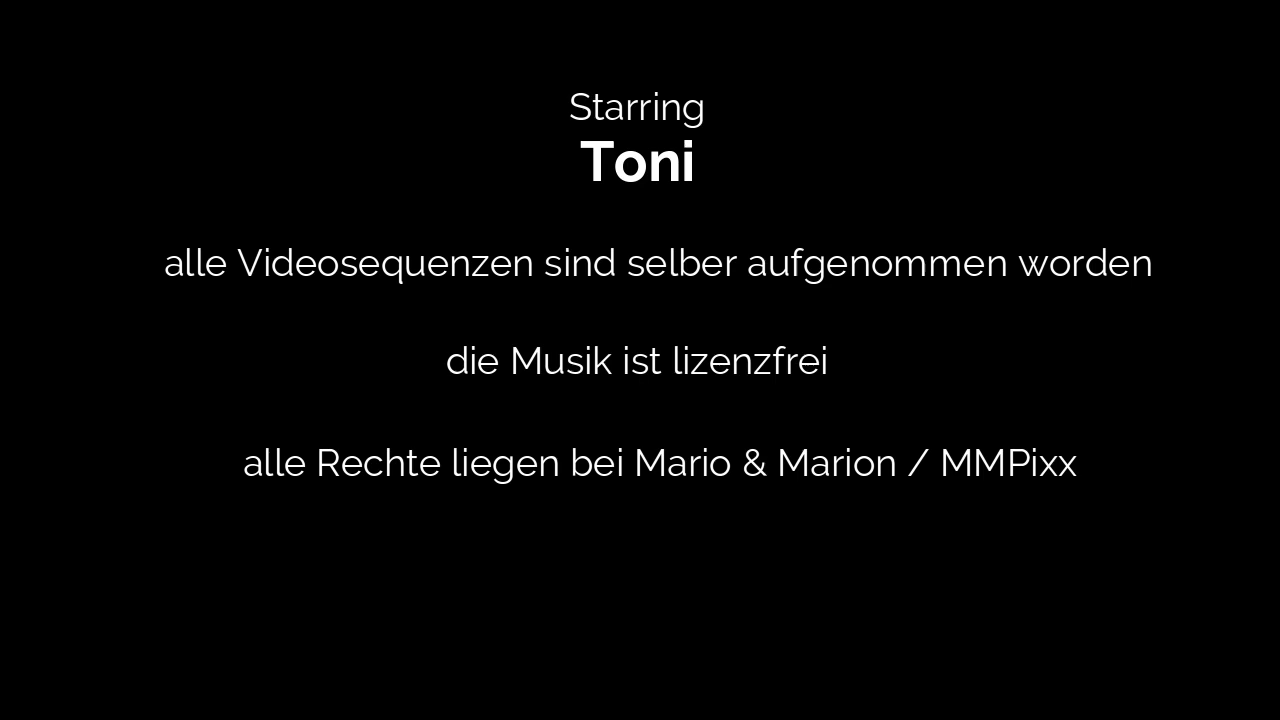 Starring
Toni
alle Videosequenzen sind selber aufgenommen worden
die Musik ist lizenzfrei
alle Rechte liegen bei Mario & Marion / MMPixx